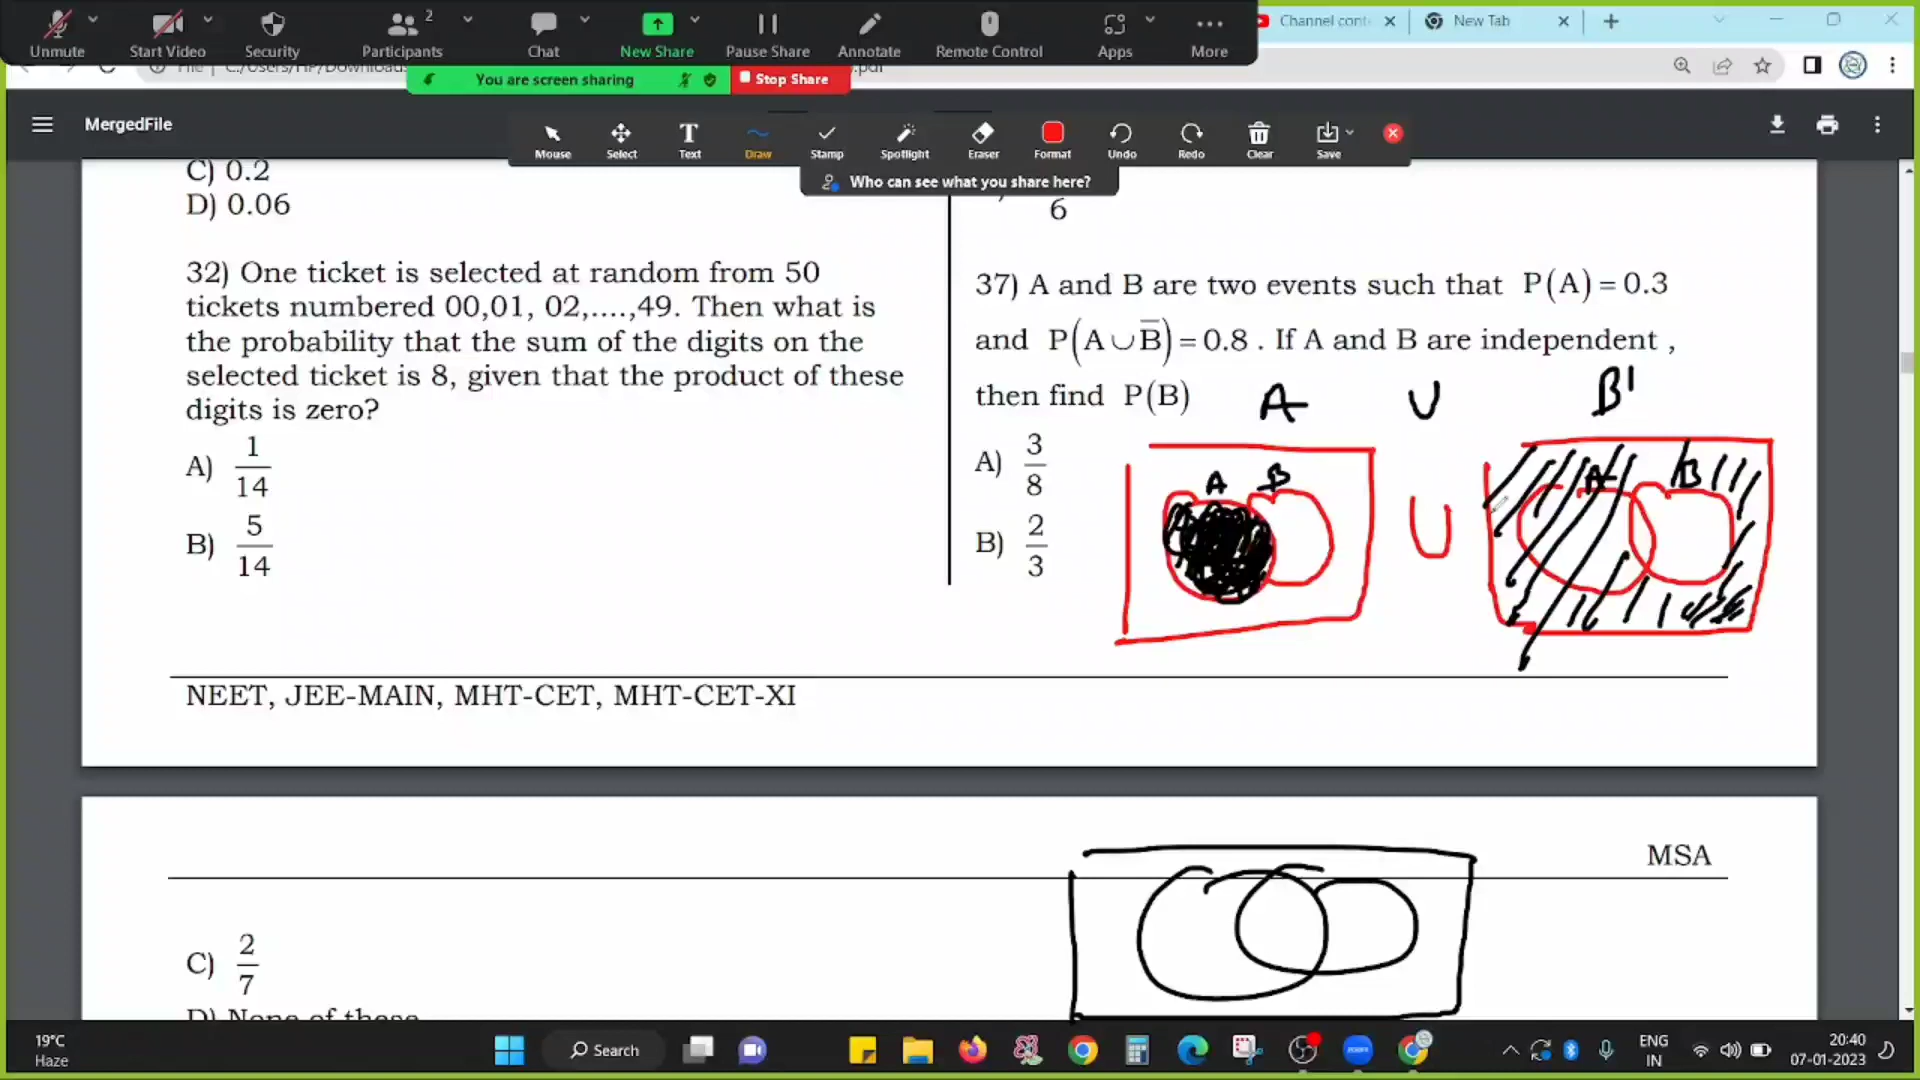 Unmute
Start Video
Security
Participants
2
Chat
New Share
Pause Share
Annotate
Remote Control
Apps
More
Channel cont
New Tab
You are screen sharing
Stop Share
.pdf
MergedFile
Mouse
Select
Text
Draw
Stamp
Spotlight
Eraser
Format
Undo
Redo
Clear
Save
Who can see what you share here?
C) 0.2
D) 0.06
32) One ticket is selected at random from 50
tickets numbered 00,01, 02,....,49. Then what is
the probability that the sum of the digits on the
selected ticket is 8, given that the product of these
digits is zero?
A) 1/14
B) 5/14
6
37) A and B are two events such that P(A) = 0.3
and P(A ∪ B̅) = 0.8 . If A and B are independent ,
then find P(B)
A) 3/8
B) 2/3
A U B'
A B
U
A B
NEET, JEE-MAIN, MHT-CET, MHT-CET-XI
MSA
C) 2/7
D) None of these
19°C
Haze
Search
zoom
ENG
IN
20:40
07-01-2023